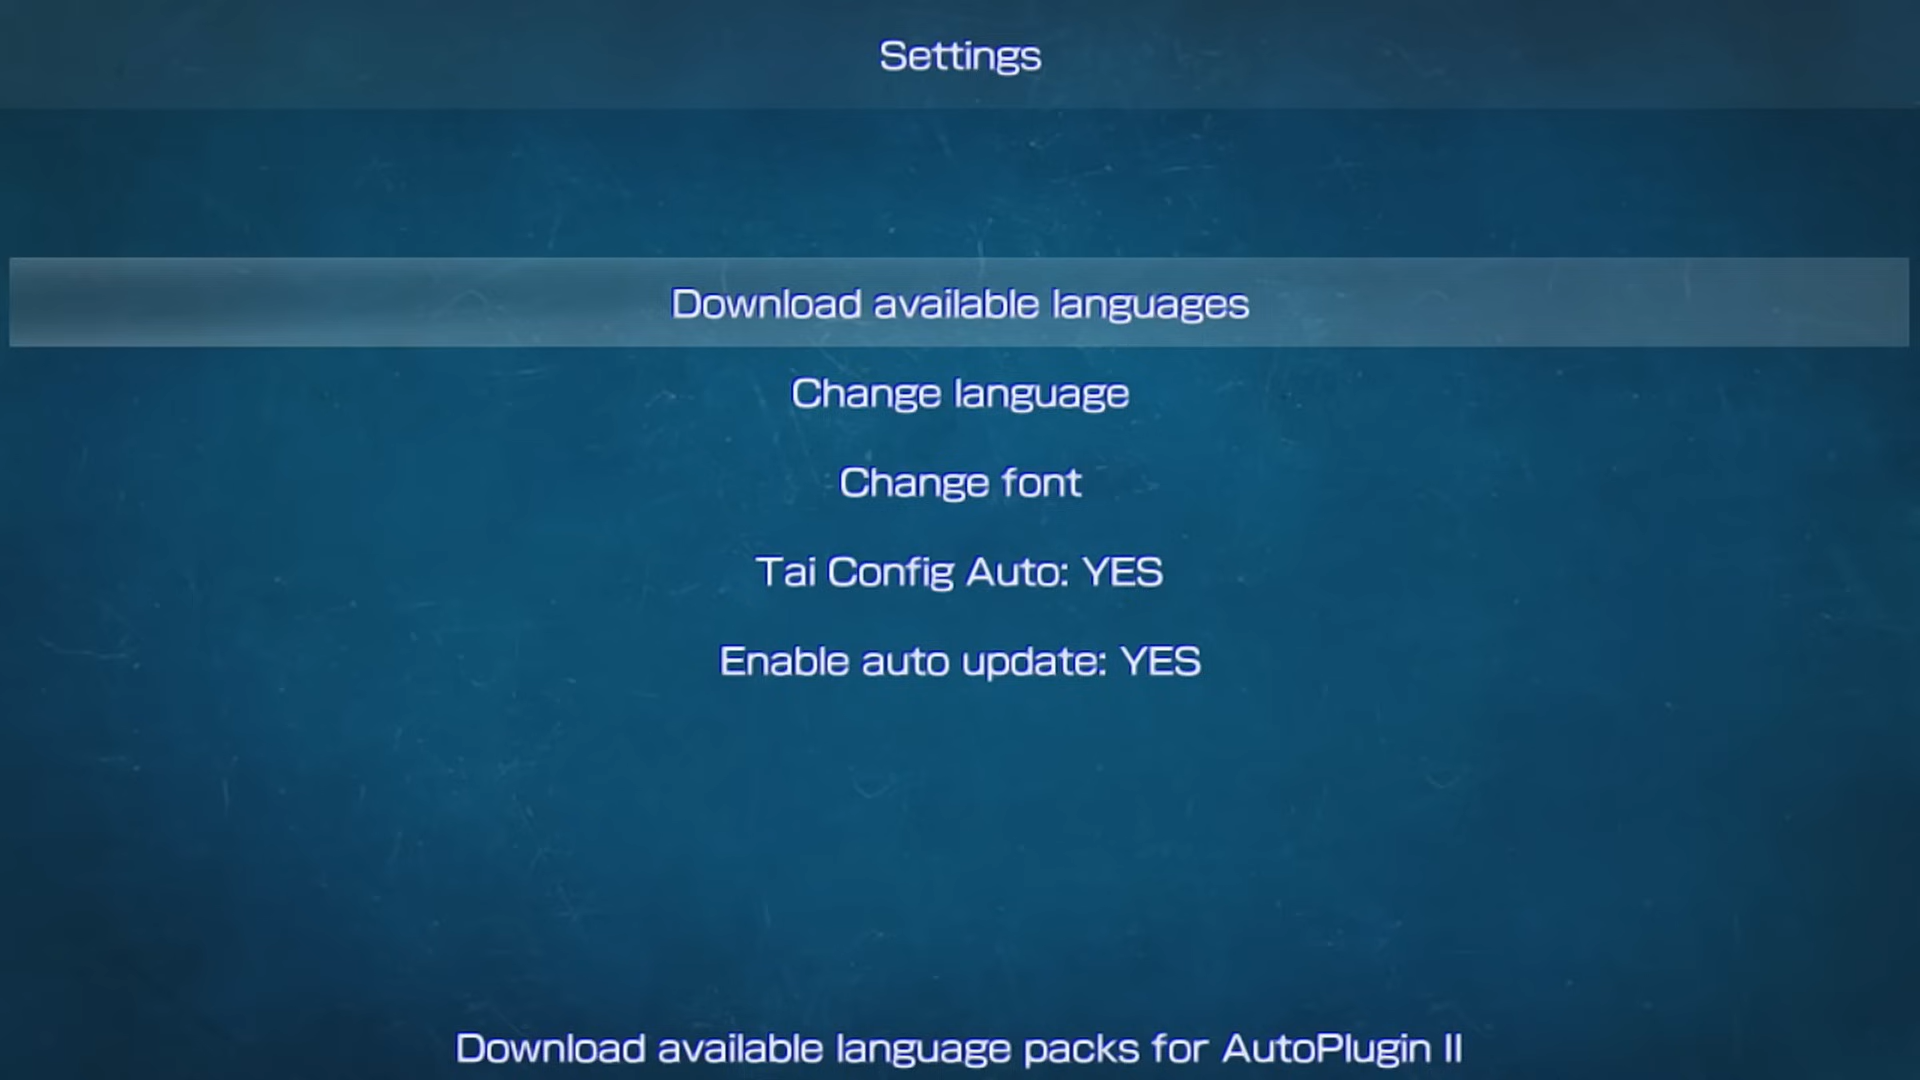 Settings
Download available languages
Change language
Change font
Tai Config Auto: YES
Enable auto update: YES
Download available language packs for AutoPlugin II